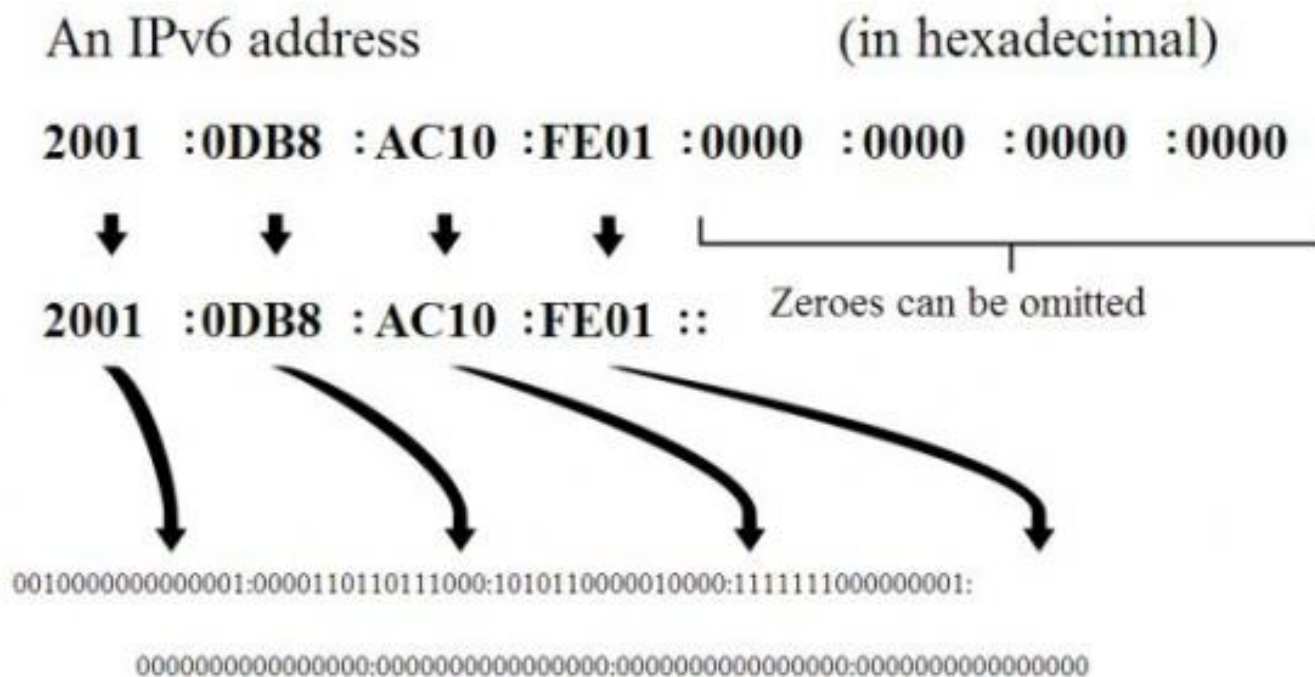 An IPv6 address (in hexadecimal)
2001 :0DB8 :AC10 :FE01 :0000 :0000 :0000 :0000
Zeroes can be omitted
2001 :0DB8 :AC10 :FE01 ::
0010000000000001:0000110110111000:1010110000010000:1111111000000001:
0000000000000000:0000000000000000:0000000000000000:0000000000000000